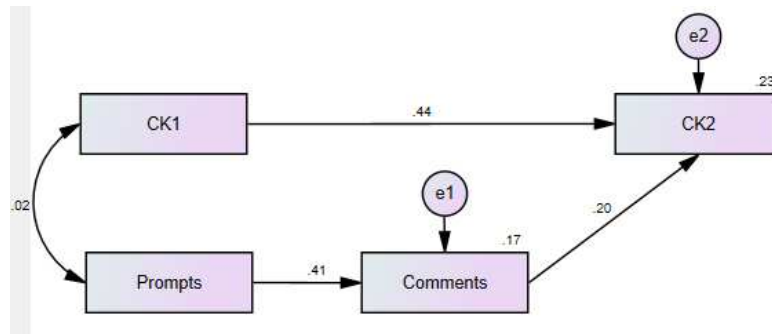 e2
.23
CK1
.44
CK2
e1
.02
.20
.17
Prompts
.41
Comments